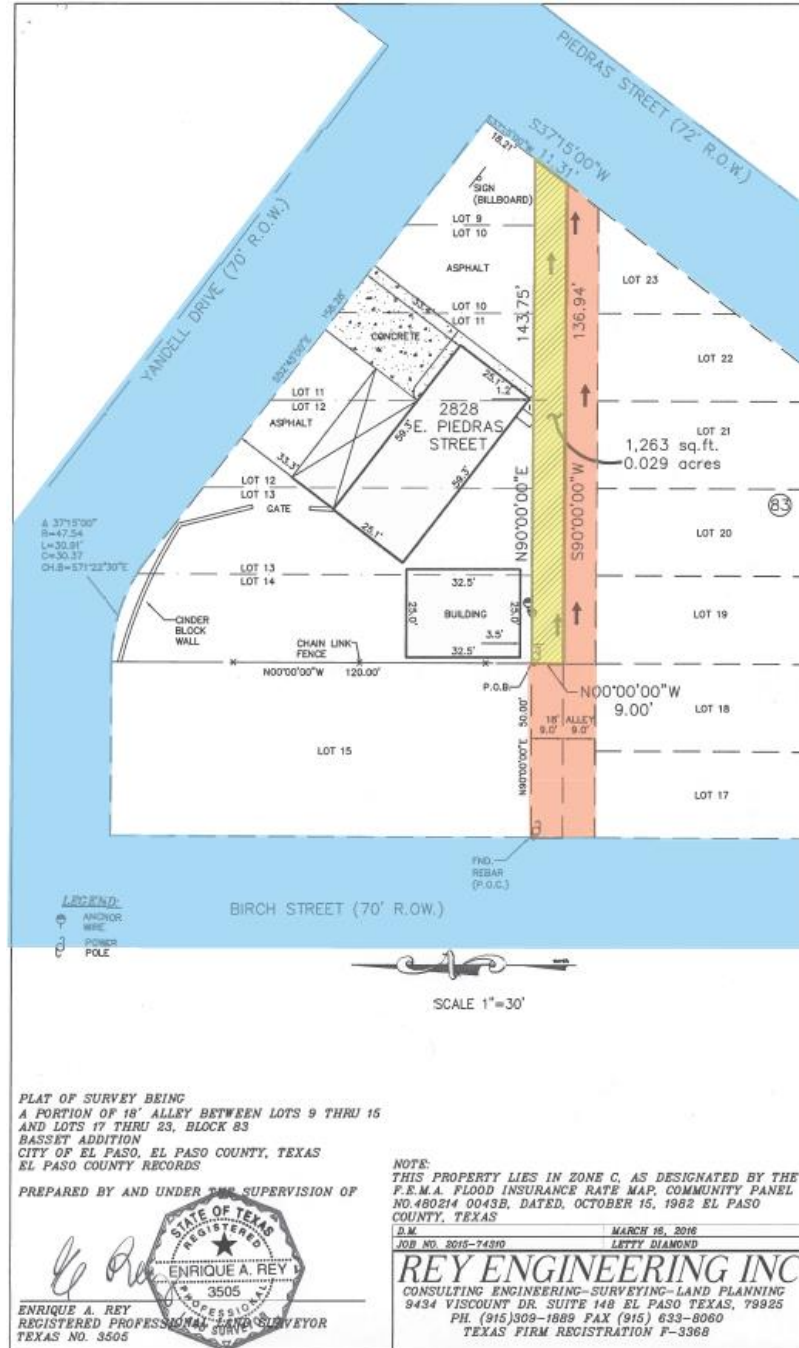 PIEDRAS STREET (72' R.O.W.)
S37°15'00"W
11.31'
18.21'
SIGN
(BILLBOARD)
YANDELL DRIVE (70' R.O.W.)
LOT 9
LOT 10
ASPHALT
LOT 10
LOT 11
CONCRETE
LOT 11
LOT 12
ASPHALT
33.3'
25.1'
1.2'
2828
E. PIEDRAS
STREET
59.3'
59.3'
25.1'
143.75'
N90°00'00"E
136.94'
S90°00'00"W
LOT 23
LOT 22
LOT 21
1,263 sq.ft.
0.029 acres
83
LOT 20
LOT 19
LOT 18
LOT 17
LOT 12
LOT 13
GATE
Δ 37°15'00"
R=47.54
L=30.91'
C=30.37
CH.B=S71°22'30"E
LOT 13
LOT 14
CINDER
BLOCK
WALL
32.5'
25.0'
BUILDING
25.0'
3.5'
32.5'
CHAIN LINK
FENCE
N00°00'00"W 120.00'
P.O.B.
N00°00'00"W
9.00'
N90°00'00"E 50.00'
18' ALLEY
9.0' 9.0'
LOT 15
FND.
REBAR
(P.O.C.)
BIRCH STREET (70' R.O.W.)
LEGEND:
ANCHOR
WIRE
POWER
POLE
SCALE 1"=30'
PLAT OF SURVEY BEING
A PORTION OF 18' ALLEY BETWEEN LOTS 9 THRU 15
AND LOTS 17 THRU 23, BLOCK 83
BASSET ADDITION
CITY OF EL PASO, EL PASO COUNTY, TEXAS
EL PASO COUNTY RECORDS
PREPARED BY AND UNDER THE SUPERVISION OF
STATE OF TEXAS
REGISTERED
ENRIQUE A. REY
3505
PROFESSIONAL
LAND SURVEYOR
ENRIQUE A. REY
REGISTERED PROFESSIONAL LAND SURVEYOR
TEXAS NO. 3505
NOTE:
THIS PROPERTY LIES IN ZONE C, AS DESIGNATED BY THE
F.E.M.A. FLOOD INSURANCE RATE MAP, COMMUNITY PANEL
NO.480214 0043B, DATED, OCTOBER 15, 1982 EL PASO
COUNTY, TEXAS
D.M. MARCH 16, 2016
JOB NO. 2015-74310 LETTY DIAMOND
REY ENGINEERING INC
CONSULTING ENGINEERING-SURVEYING-LAND PLANNING
9434 VISCOUNT DR. SUITE 148 EL PASO TEXAS, 79925
PH. (915)309-1889 FAX (915) 633-8060
TEXAS FIRM REGISTRATION F-3368